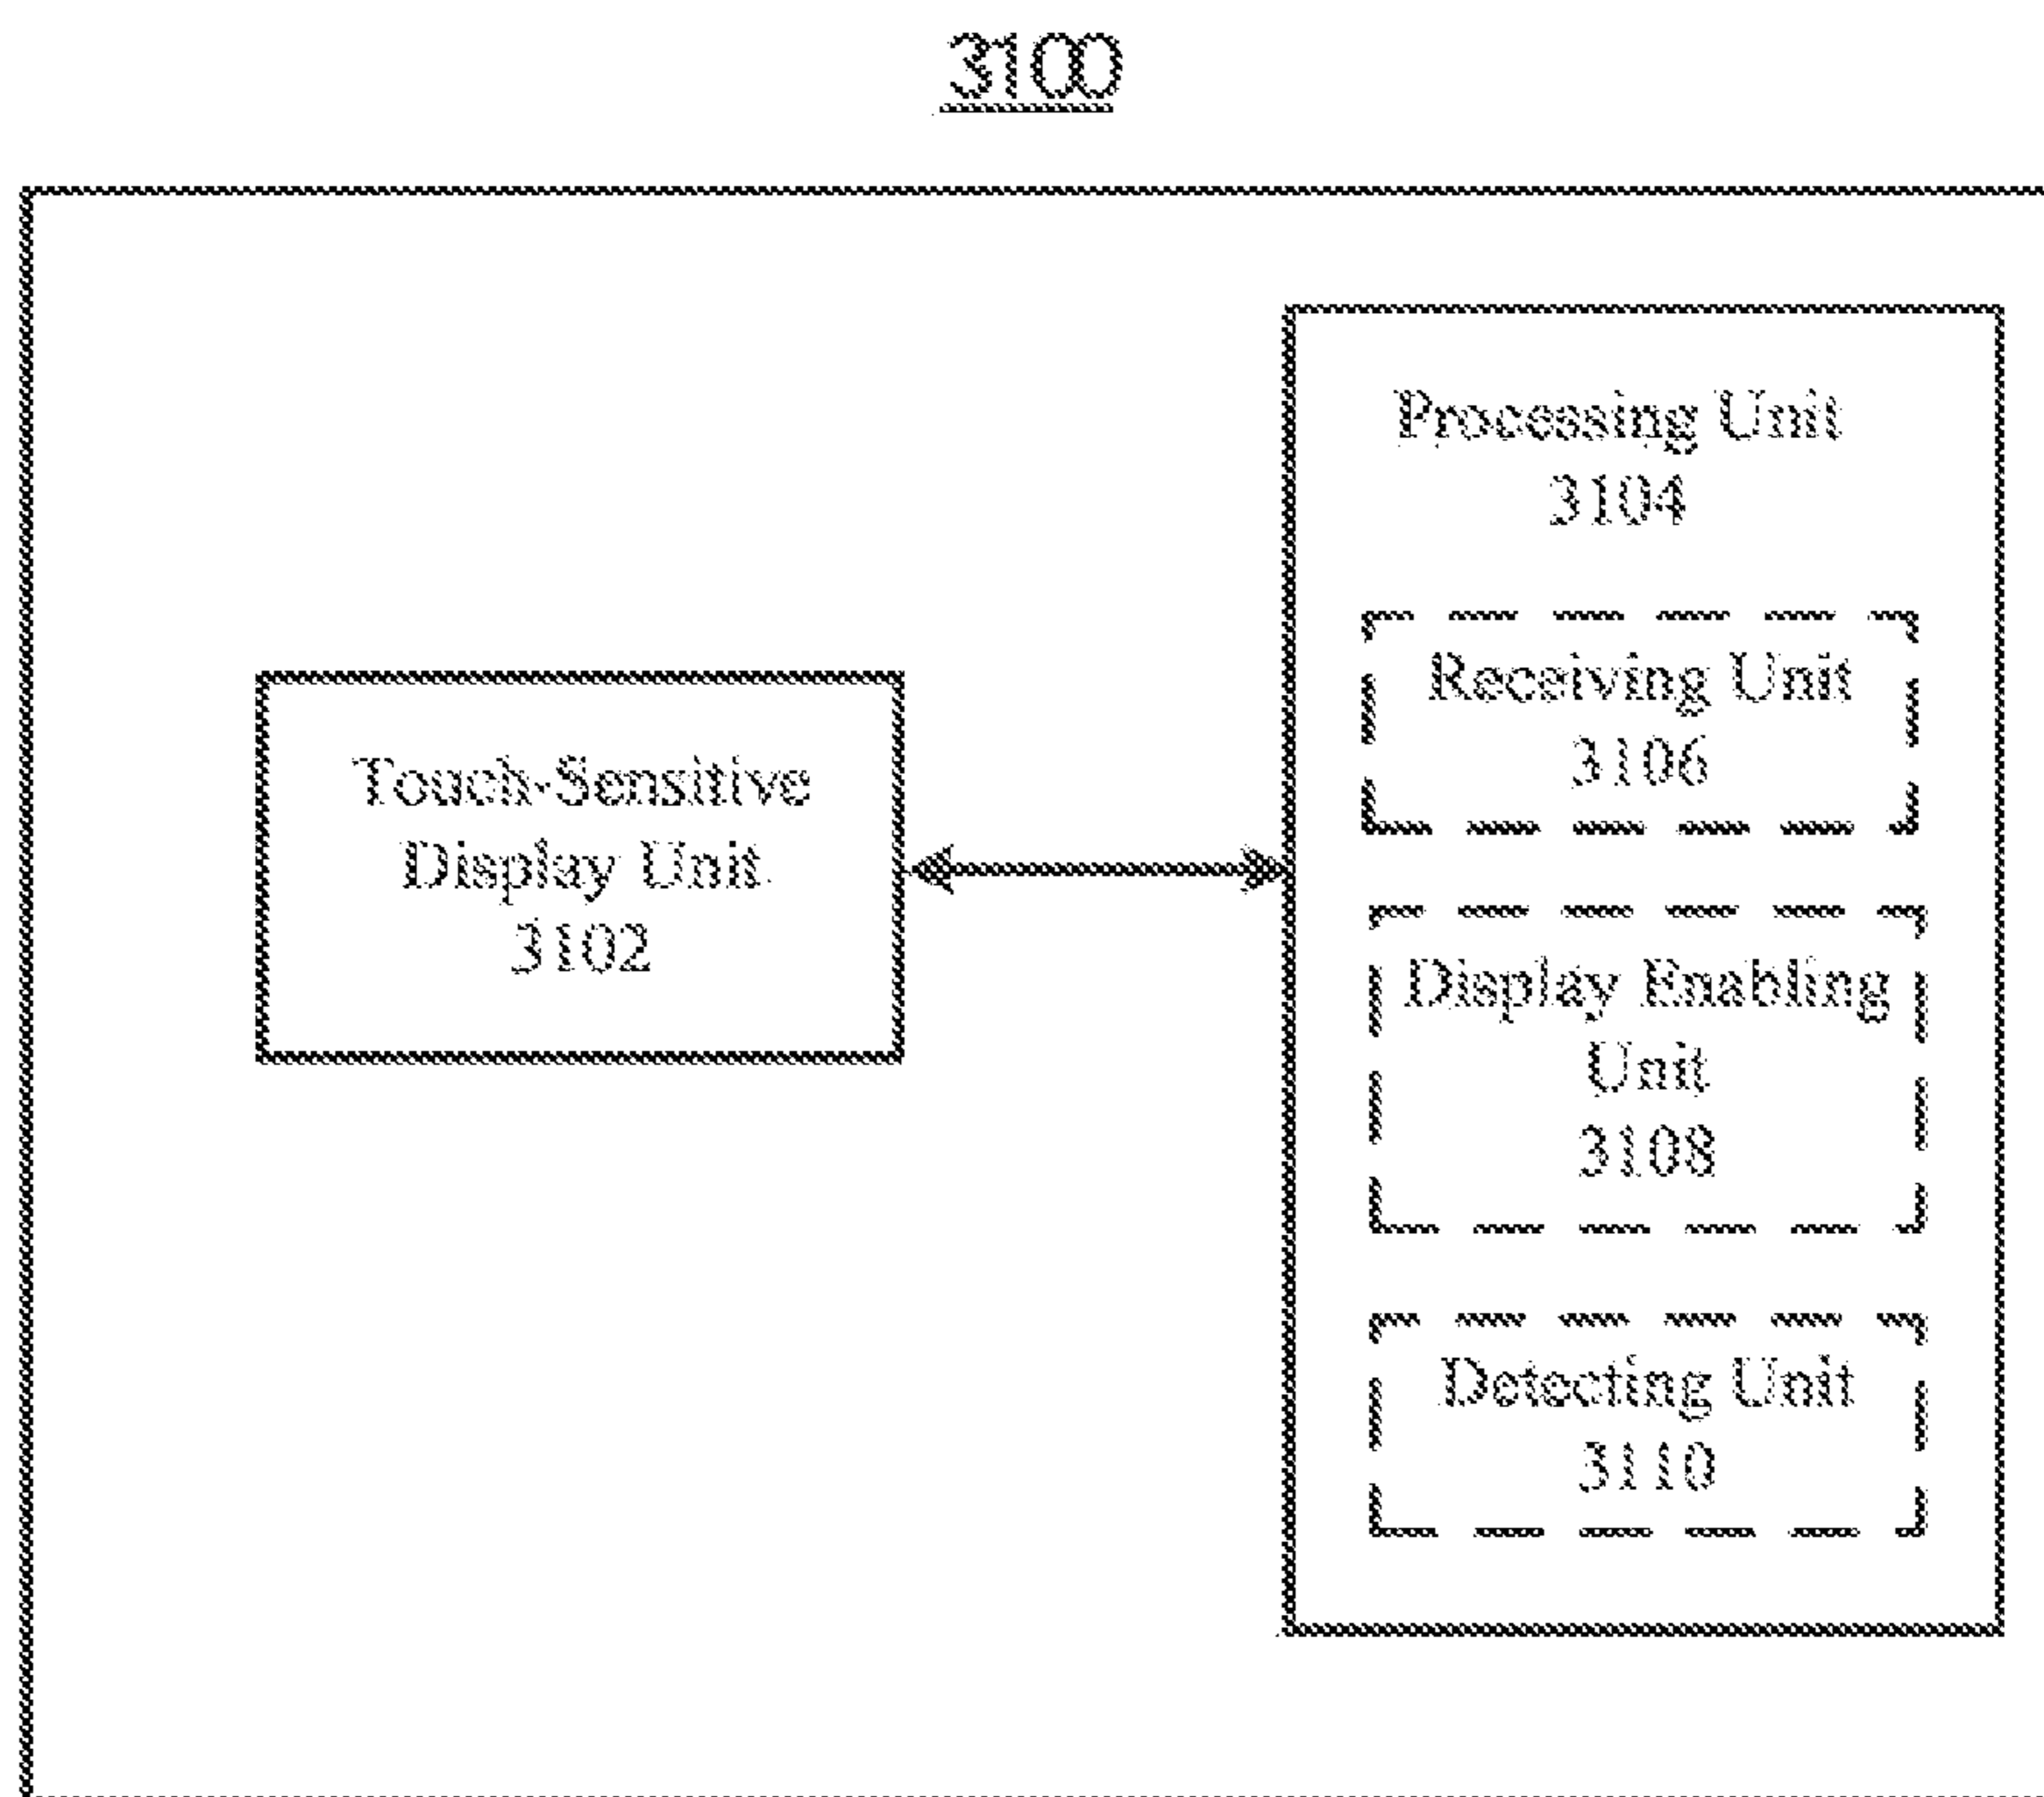 3100
Touch-Sensitive
Display Unit
3102
Processing Unit
3104
Receiving Unit
3106
Display Enabling
Unit
3108
Detecting Unit
3110